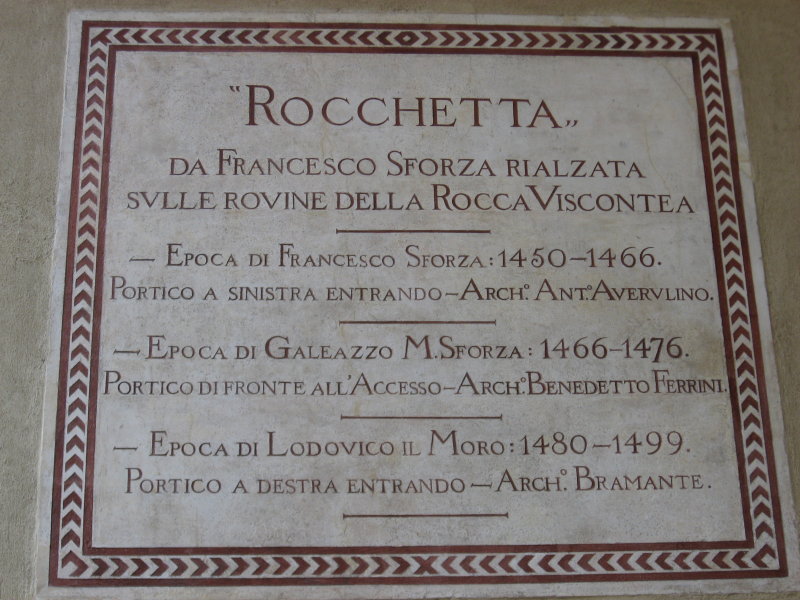 "ROCCHETTA„
DA FRANCESCO SFORZA RIALZATA
SVLLE ROVINE DELLA ROCCA VISCONTEA
— EPOCA DI FRANCESCO SFORZA: 1450–1466.
PORTICO A SINISTRA ENTRANDO – ARCH.º ANT.º AVERVLINO.
— EPOCA DI GALEAZZO M. SFORZA: 1466–1476.
PORTICO DI FRONTE ALL'ACCESSO – ARCH.º BENEDETTO FERRINI.
— EPOCA DI LODOVICO IL MORO: 1480–1499.
PORTICO A DESTRA ENTRANDO – ARCH.º BRAMANTE.